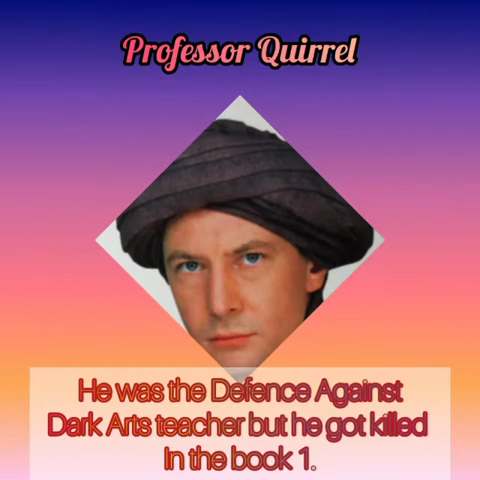 Professor Quirrel
He was the Defence Against
Dark Arts teacher but he got killed
In the book 1.